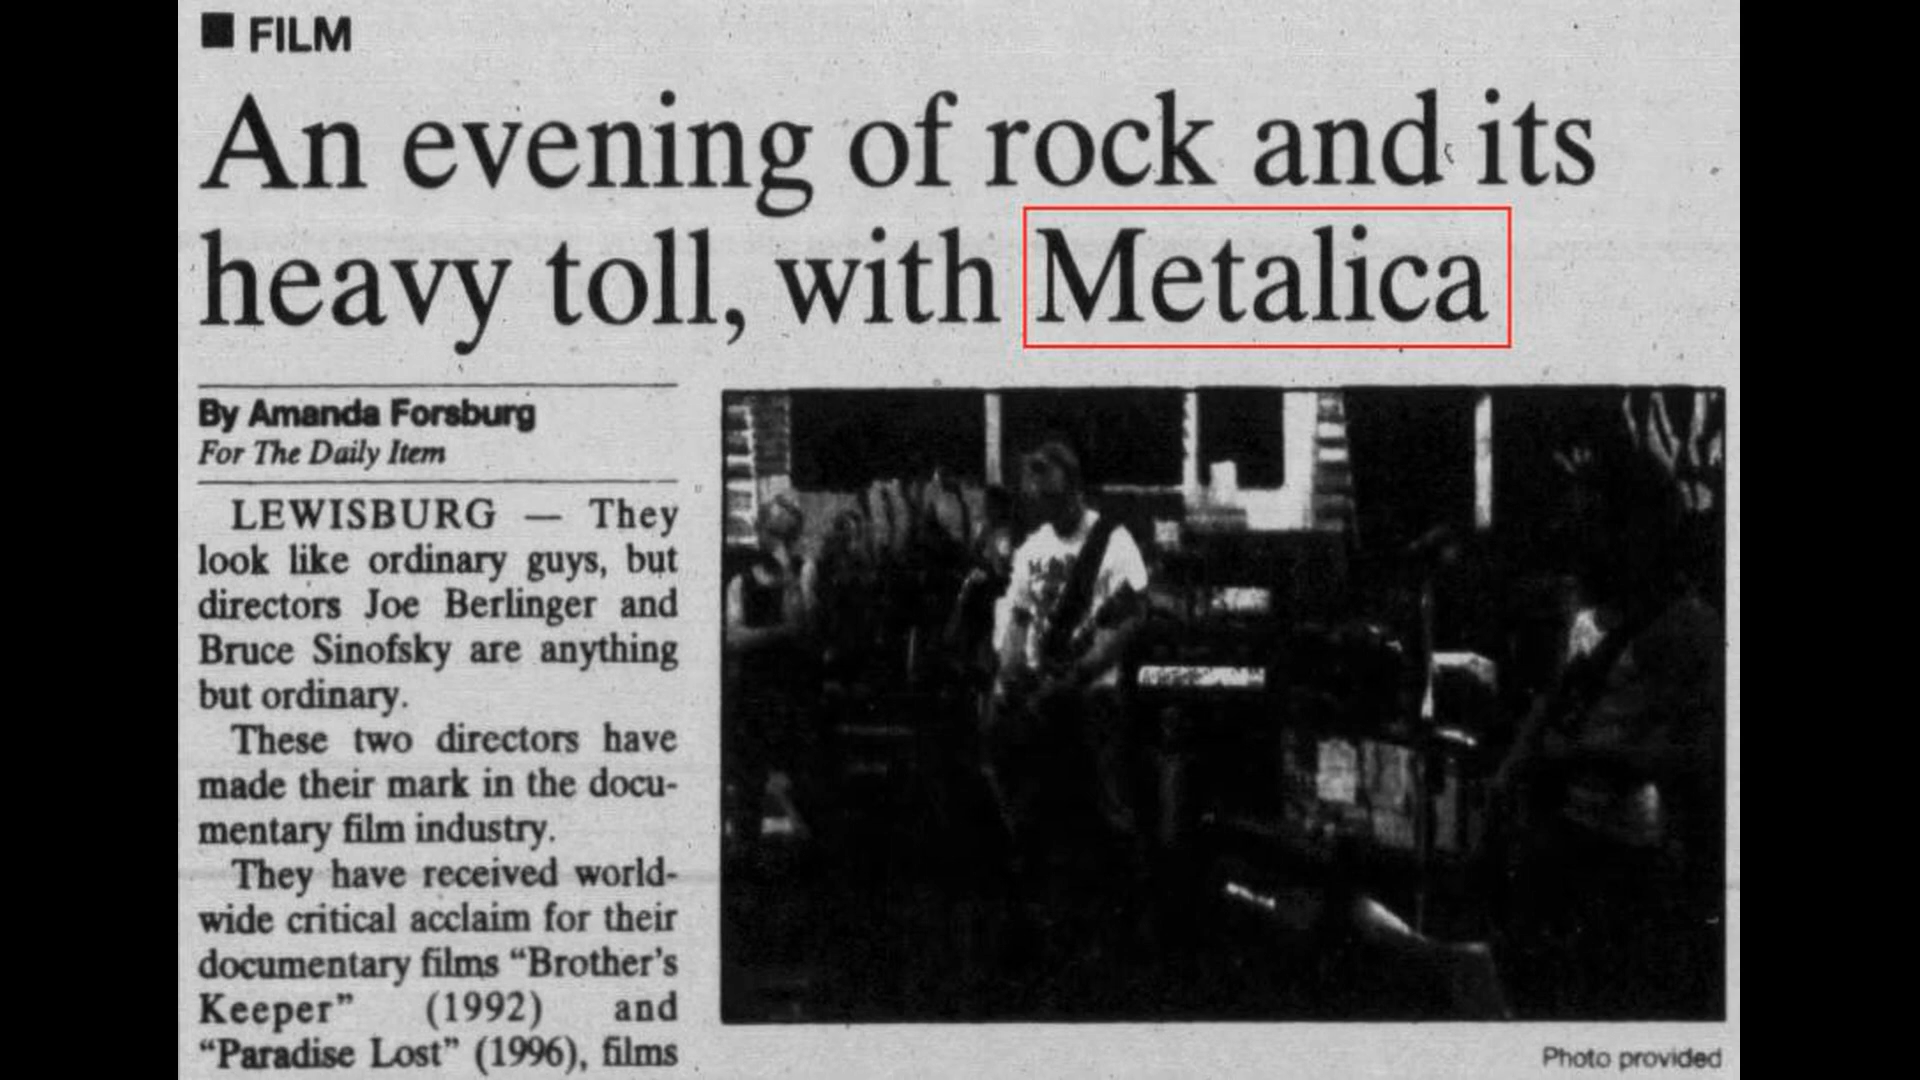 ■ FILM
An evening of rock and its
heavy toll, with Metalica
By Amanda Forsburg
For The Daily Item
LEWISBURG — They
look like ordinary guys, but
directors Joe Berlinger and
Bruce Sinofsky are anything
but ordinary.
These two directors have
made their mark in the docu-
mentary film industry.
They have received world-
wide critical acclaim for their
documentary films “Brother’s
Keeper” (1992) and
“Paradise Lost” (1996), films
Photo provided